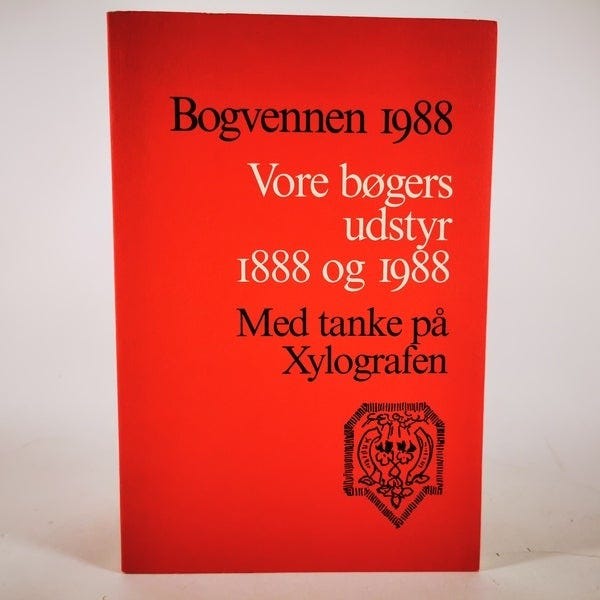 Bogvennen 1988
Vore bøgers
udstyr
1888 og 1988
Med tanke på
Xylografen